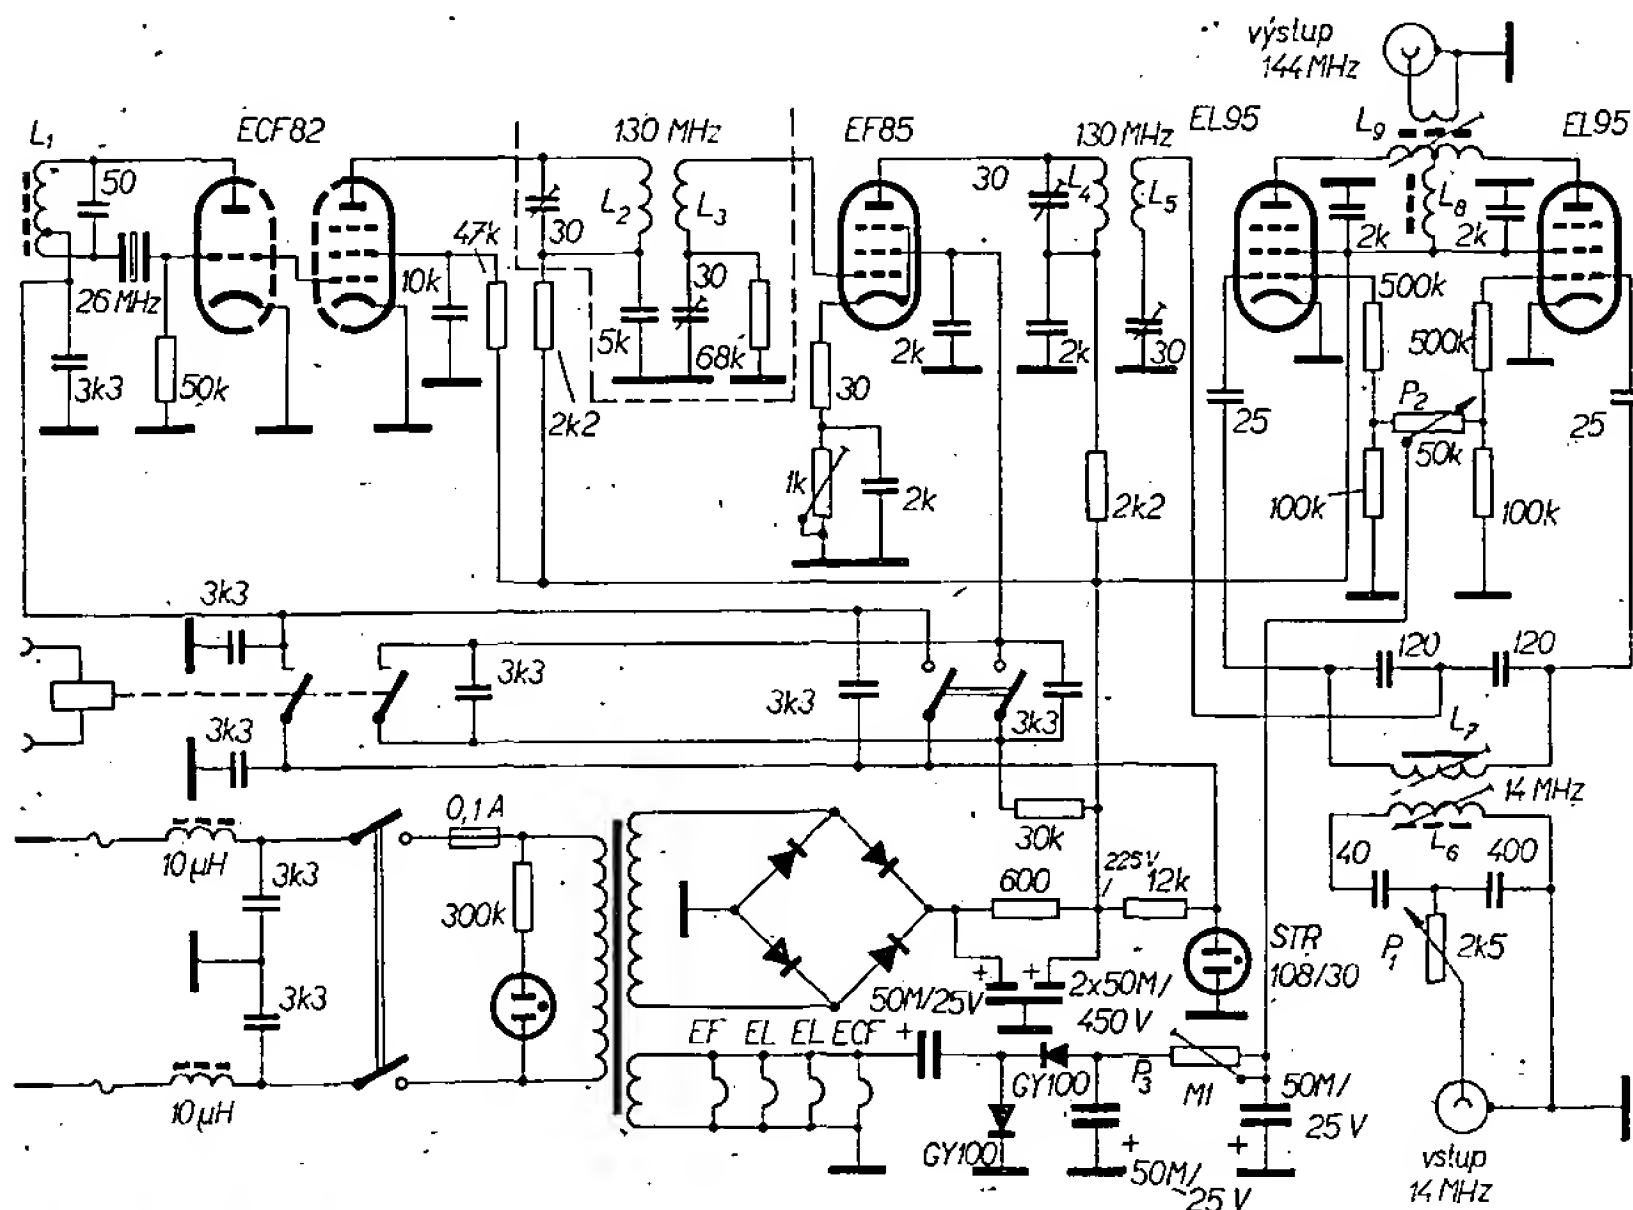 výstup
144 MHz
L1
ECF82
130 MHz
EF85
130 MHz
EL95
L9
EL95
50
26 MHz
3k3
50k
10k
47k
30
2k2
L2
L3
5k
30
68k
30
1k
2k
2k
30
L4
2k
L5
30
2k2
2k
L8
2k
500k
500k
25
P2
50k
25
100k
100k
3k3
3k3
3k3
3k3
3k3
120
120
L7
14 MHz
L6
40
400
P1
2k5
10 µH
3k3
3k3
10 µH
0,1 A
300k
30k
600
225V
12k
STR
108/30
+
+
50M/25V
2x50M/
450 V
EF EL EL ECF +
GY100
GY100
P3
M1
+
50M/
25 V
50M/
25 V
+
vstup
14 MHz